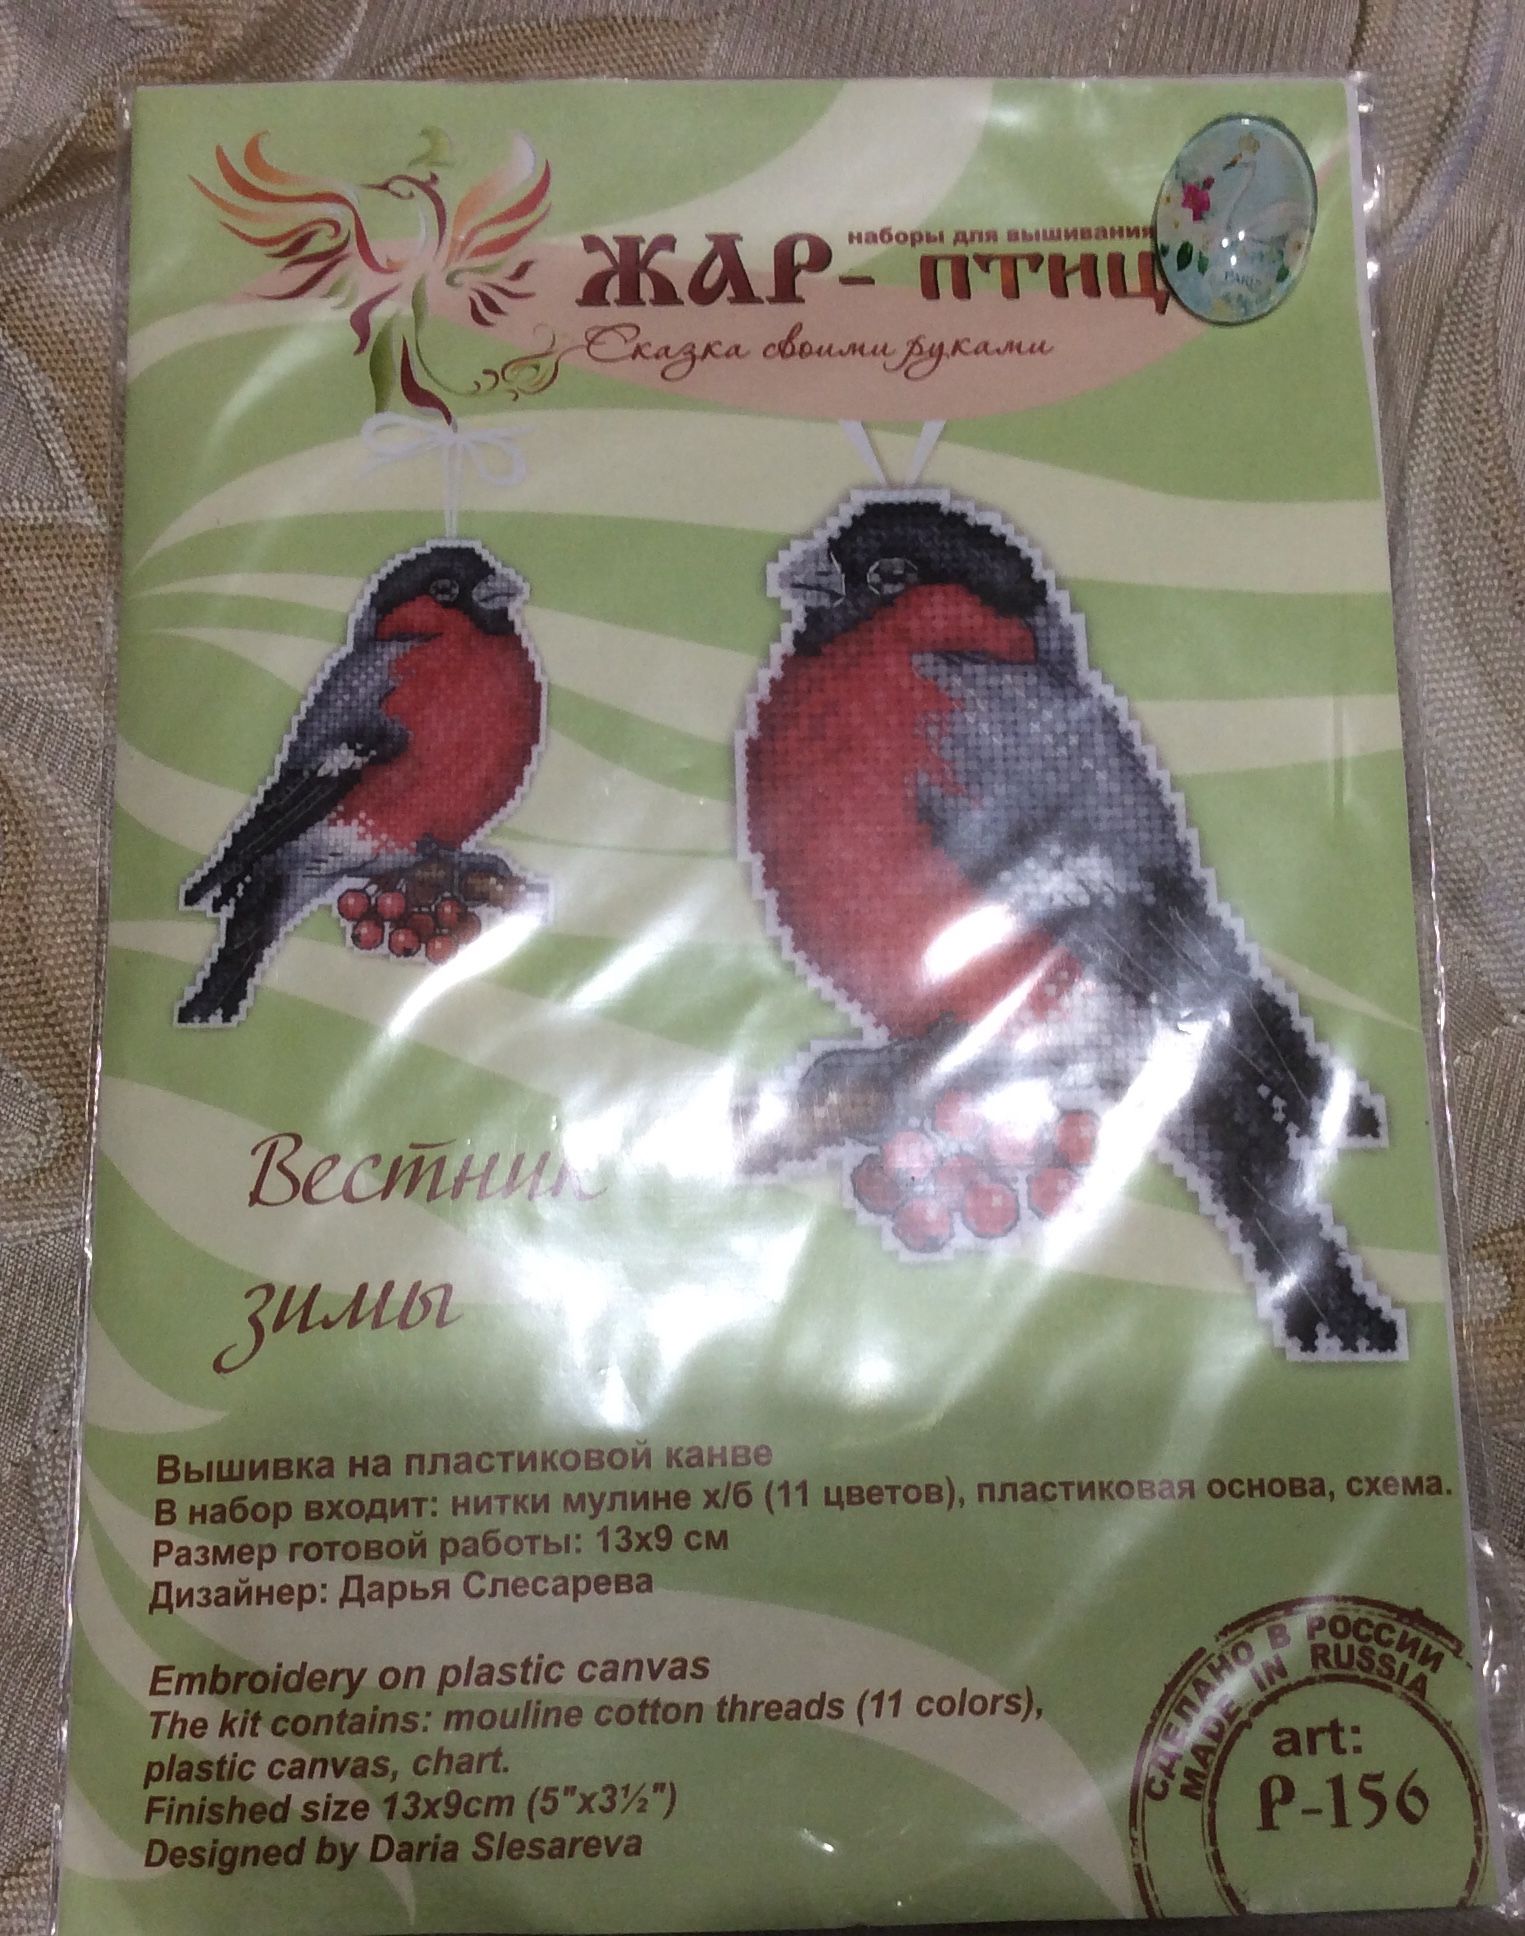 наборы для вышивания
ЖАР- ПТИЦ
Сказка своими руками
Вестник
зимы
Вышивка на пластиковой канве
В набор входит: нитки мулине х/б (11 цветов), пластиковая основа, схема.
Размер готовой работы: 13х9 см
Дизайнер: Дарья Слесарева
Embroidery on plastic canvas
The kit contains: mouline cotton threads (11 colors),
plastic canvas, chart.
Finished size 13x9cm (5"x3½")
Designed by Daria Slesareva
СДЕЛАНО В РОССИИ
MADE IN RUSSIA
art:
P-156
PARIS